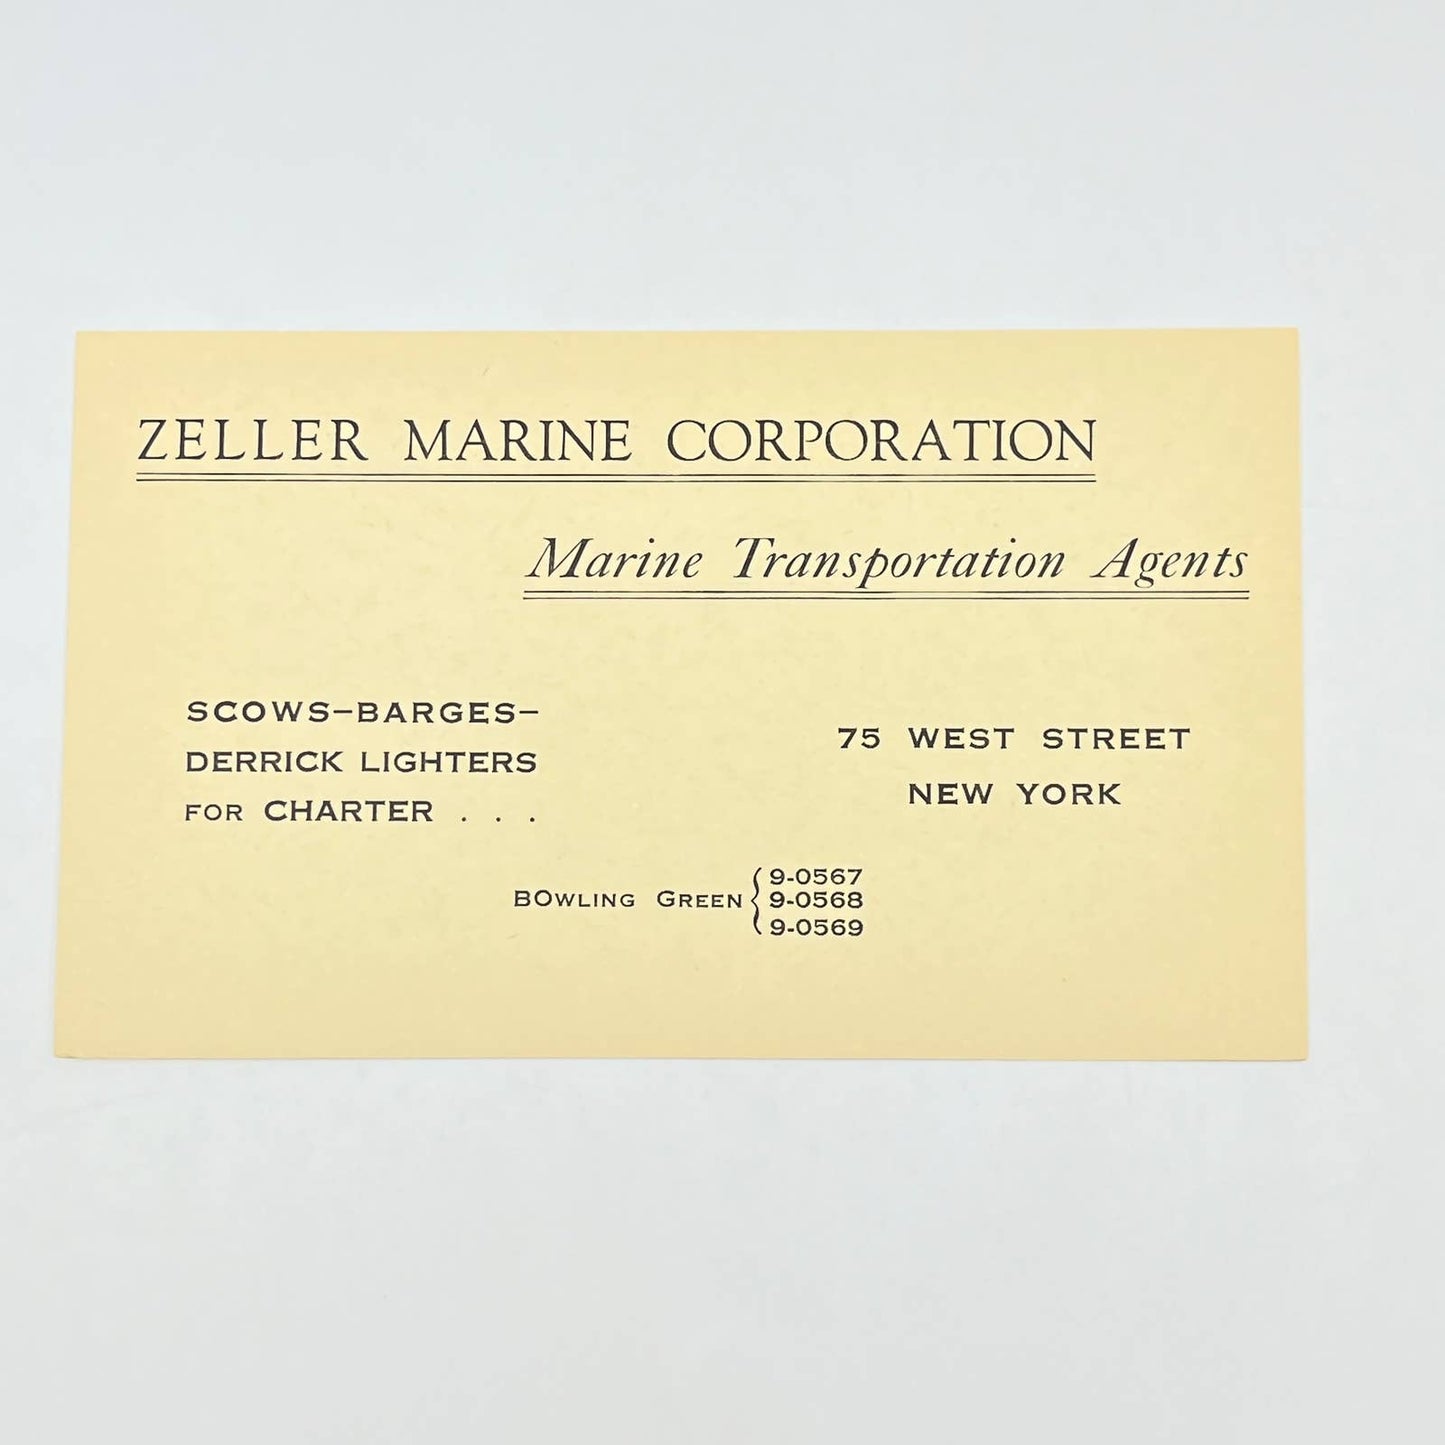 ZELLER MARINE CORPORATION
Marine Transportation Agents
SCOWS–BARGES–
DERRICK LIGHTERS
FOR CHARTER . . .
75 WEST STREET
NEW YORK
BOWLING GREEN { 9-0567
9-0568
9-0569